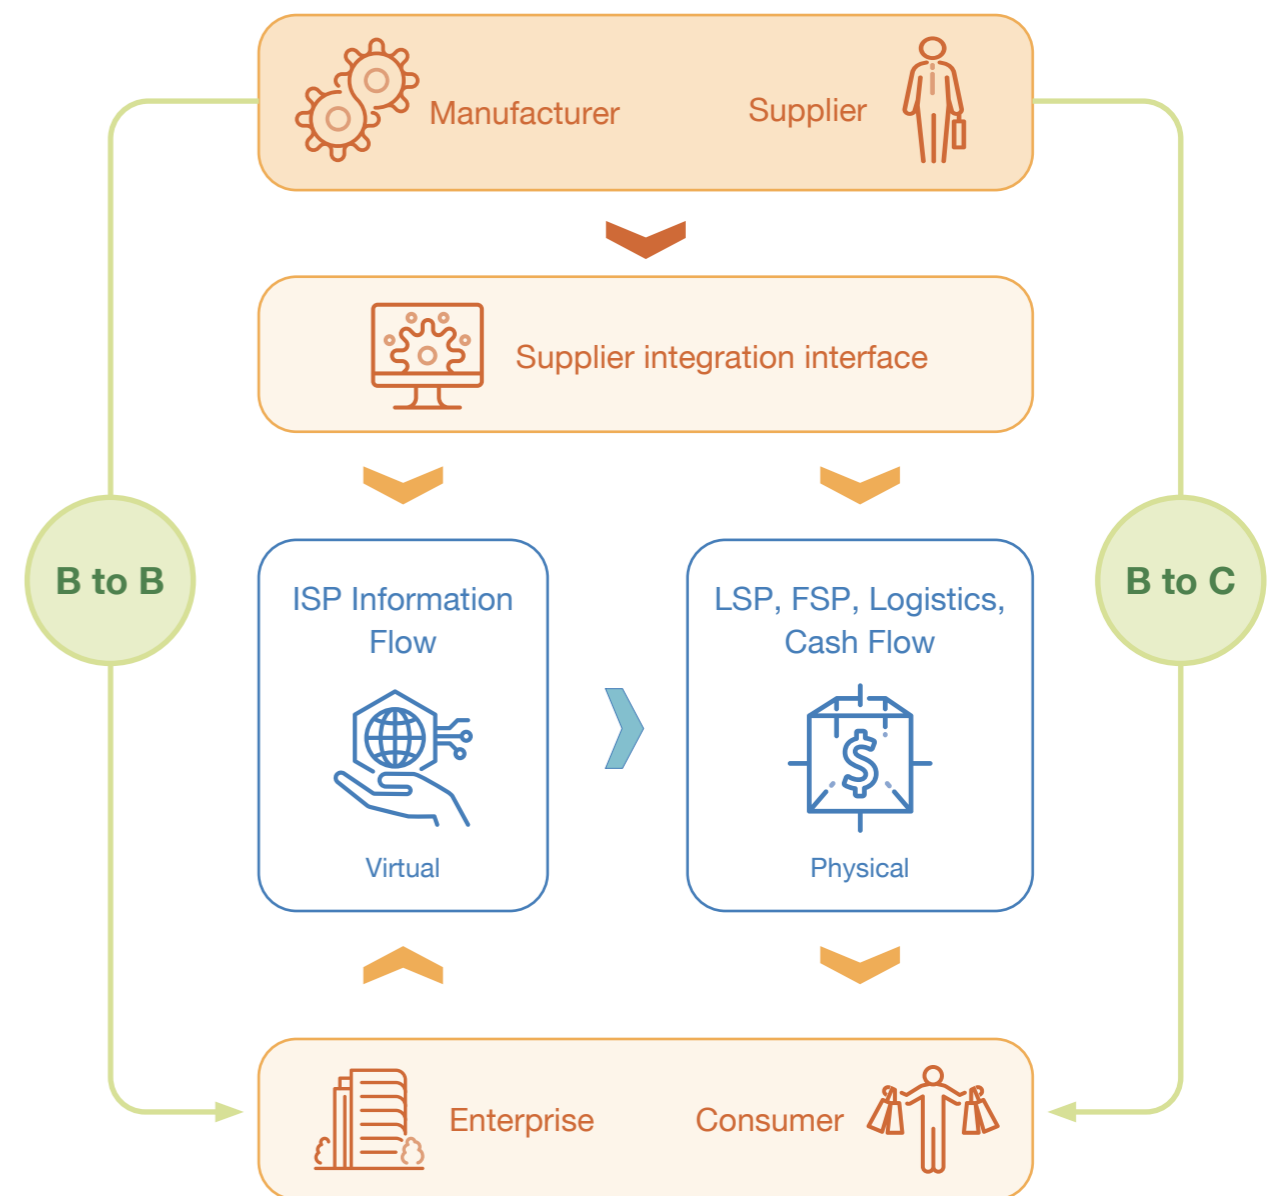 Manufacturer
Supplier
Supplier integration interface
B to B
ISP Information
Flow
Virtual
LSP, FSP, Logistics,
Cash Flow
$
Physical
B to C
Enterprise
Consumer